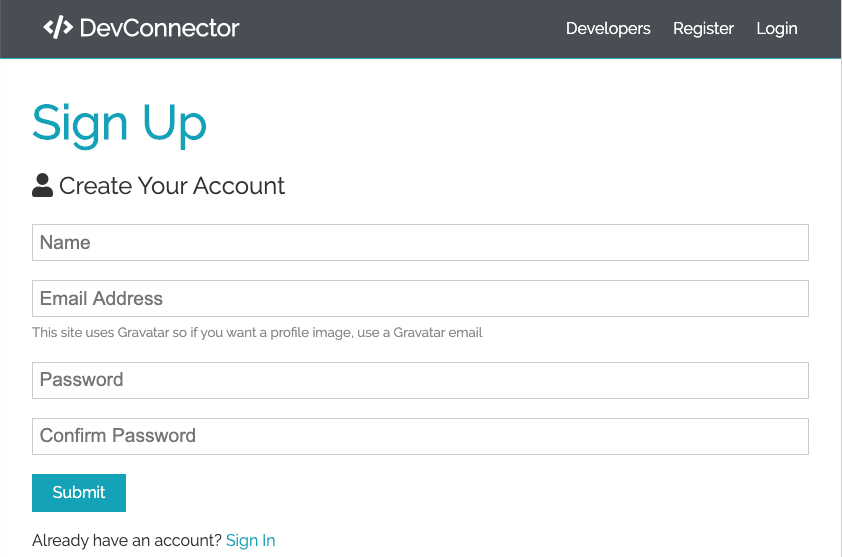 DevConnector Developers Register Login
Sign Up
Create Your Account
Name
Email Address
This site uses Gravatar so if you want a profile image, use a Gravatar email
Password
Confirm Password
Submit
Already have an account? Sign In